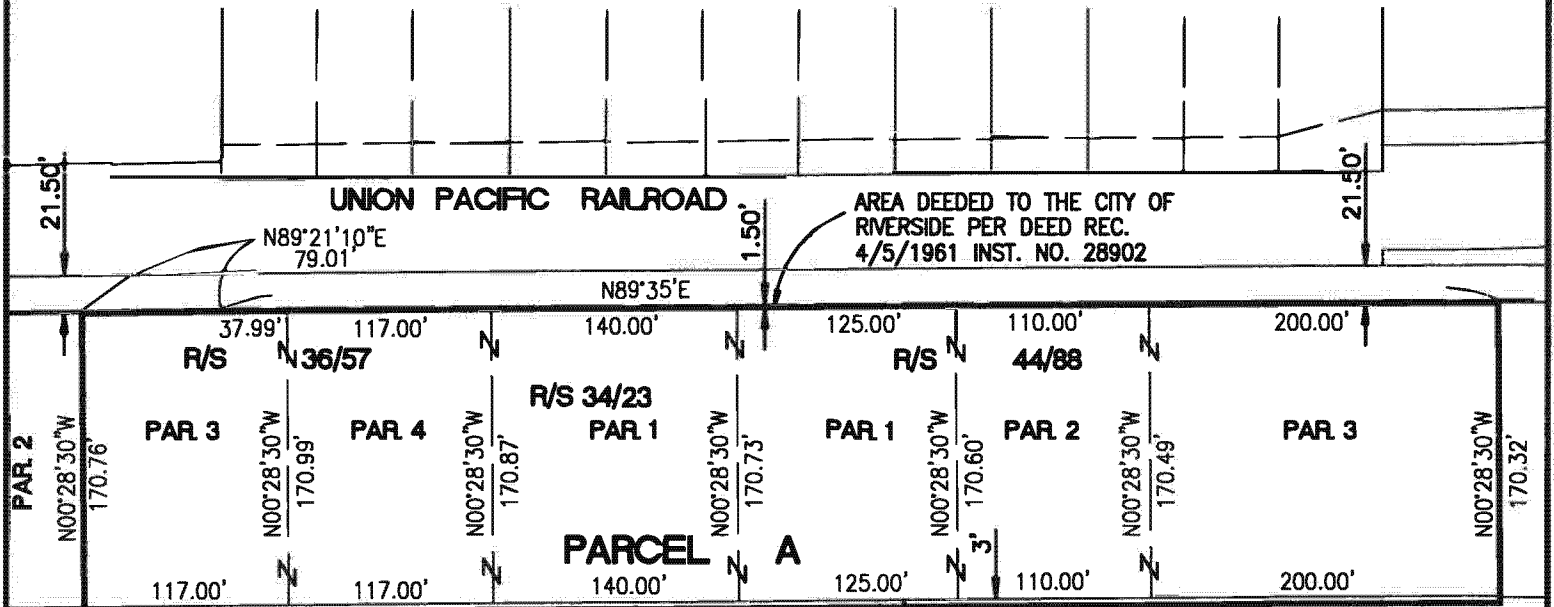 21.50'
UNION PACIFIC RAILROAD
1.50'
AREA DEEDED TO THE CITY OF
RIVERSIDE PER DEED REC.
4/5/1961 INST. NO. 28902
21.50'
N89°21'10"E
79.01'
N89°35'E
37.99'
117.00'
140.00'
125.00'
110.00'
200.00'
R/S 36/57
R/S 34/23
R/S 44/88
PAR. 2
N00°28'30"W
170.76'
PAR. 3
N00°28'30"W
170.99'
PAR. 4
N00°28'30"W
170.87'
PAR. 1
N00°28'30"W
170.73'
PAR. 1
N00°28'30"W
170.60'
PAR. 2
N00°28'30"W
170.49'
PAR. 3
N00°28'30"W
170.32'
PARCEL A
3'
117.00'
117.00'
140.00'
125.00'
110.00'
200.00'